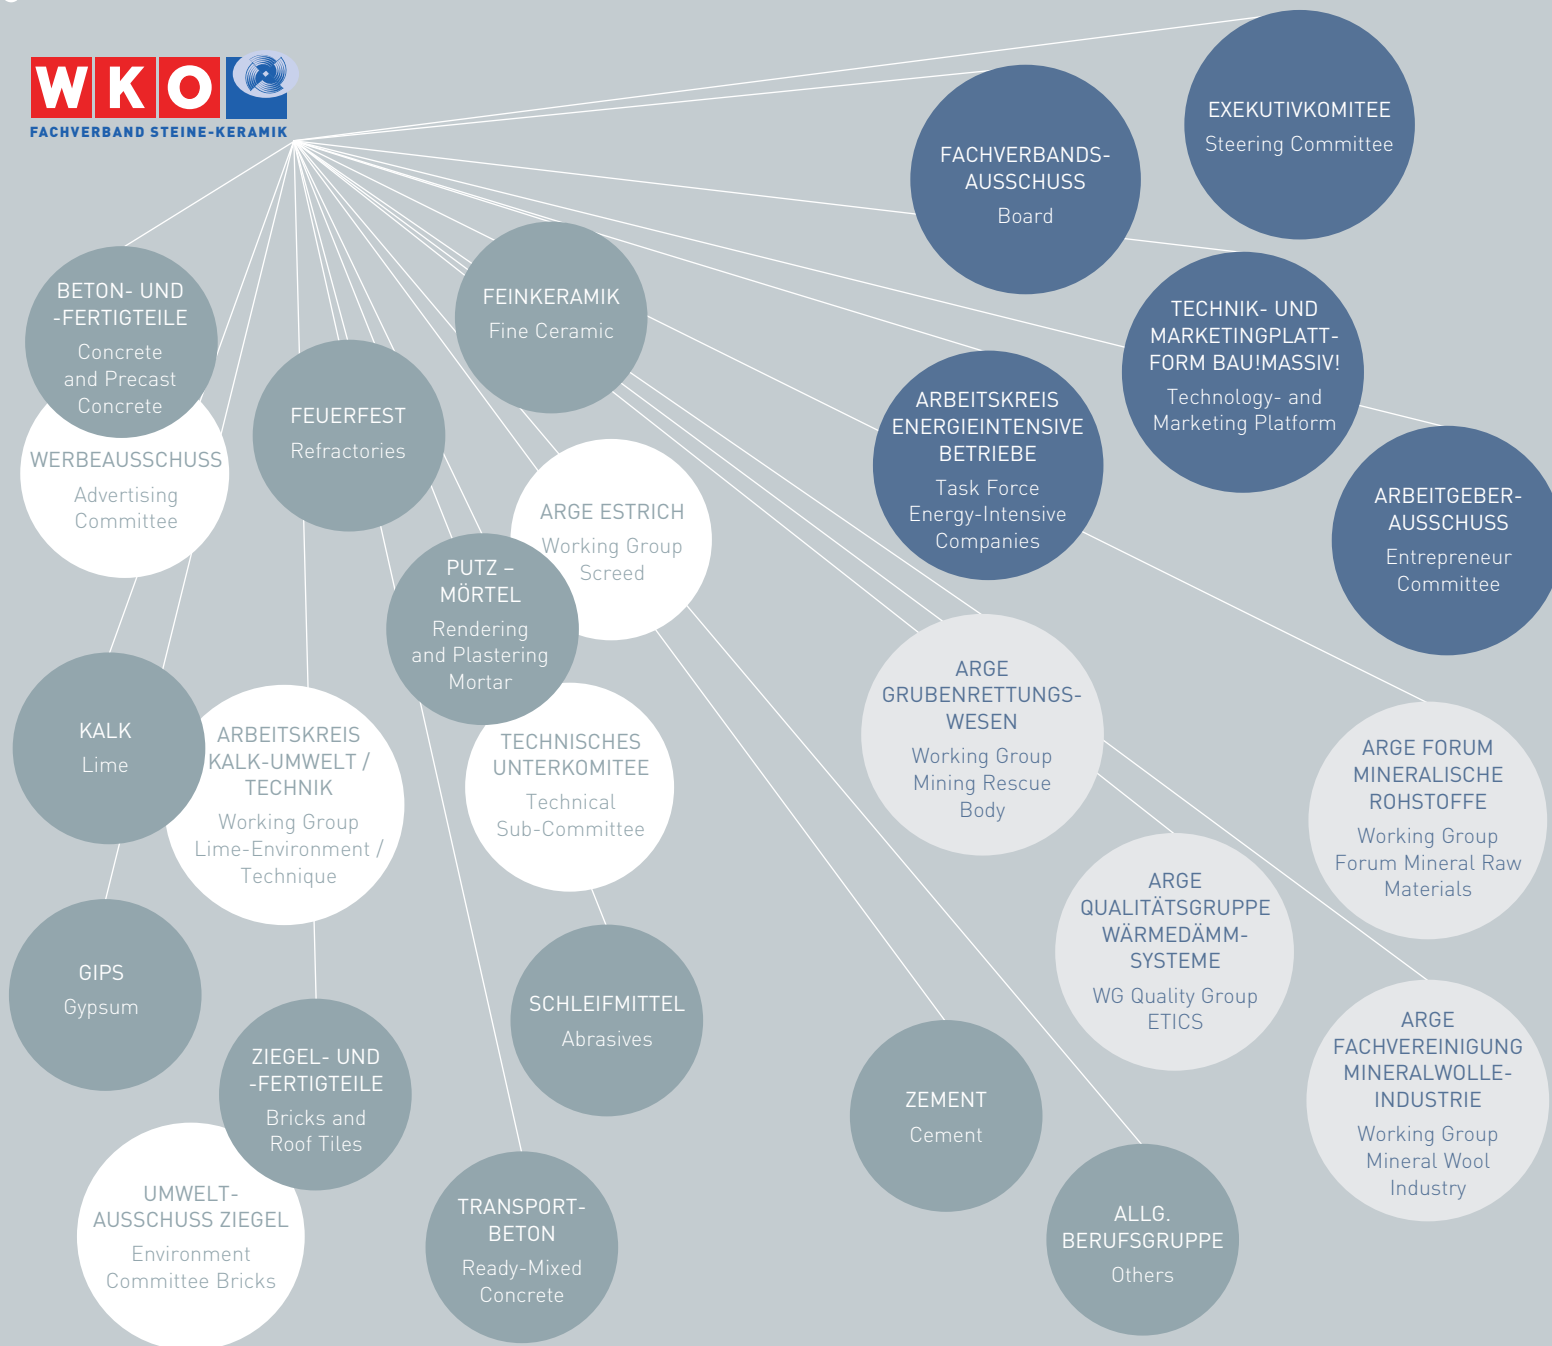 WKO
FACHVERBAND STEINE-KERAMIK
EXEKUTIVKOMITEE
Steering Committee
FACHVERBANDS-
AUSSCHUSS
Board
BETON- UND
-FERTIGTEILE
Concrete
and Precast
Concrete
WERBEAUSSCHUSS
Advertising
Committee
FEINKERAMIK
Fine Ceramic
TECHNIK- UND
MARKETINGPLATT-
FORM BAU!MASSIV!
Technology- and
Marketing Platform
FEUERFEST
Refractories
ARBEITSKREIS
ENERGIEINTENSIVE
BETRIEBE
Task Force
Energy-Intensive
Companies
ARBEITGEBER-
AUSSCHUSS
Entrepreneur
Committee
ARGE ESTRICH
Working Group
Screed
PUTZ –
MÖRTEL
Rendering
and Plastering
Mortar
KALK
Lime
ARBEITSKREIS
KALK-UMWELT /
TECHNIK
Working Group
Lime-Environment /
Technique
TECHNISCHES
UNTERKOMITEE
Technical
Sub-Committee
ARGE
GRUBENRETTUNGS-
WESEN
Working Group
Mining Rescue
Body
ARGE FORUM
MINERALISCHE
ROHSTOFFE
Working Group
Forum Mineral Raw
Materials
ARGE
QUALITÄTSGRUPPE
WÄRMEDÄMM-
SYSTEME
WG Quality Group
ETICS
GIPS
Gypsum
SCHLEIFMITTEL
Abrasives
ZIEGEL- UND
-FERTIGTEILE
Bricks and
Roof Tiles
ARGE
FACHVEREINIGUNG
MINERALWOLLE-
INDUSTRIE
Working Group
Mineral Wool
Industry
ZEMENT
Cement
UMWELT-
AUSSCHUSS ZIEGEL
Environment
Committee Bricks
TRANSPORT-
BETON
Ready-Mixed
Concrete
ALLG.
BERUFSGRUPPE
Others